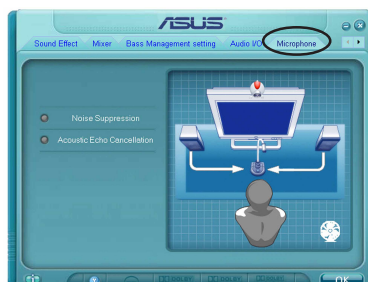 ASUS
Sound Effect Mixer Bass Management setting Audio I/O Microphone
Noise Suppression
Acoustic Echo Cancellation
OK